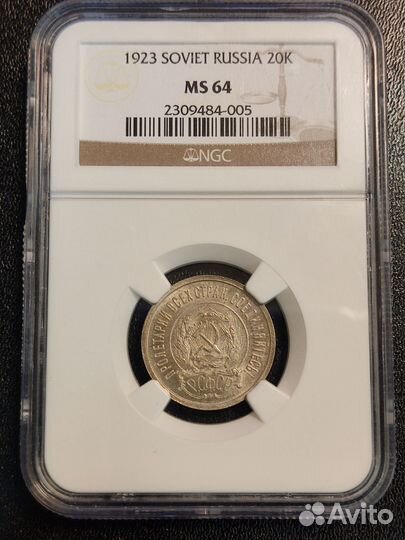 1923 SOVIET RUSSIA 20K
MS 64
2309484-005
NGC
ПРОЛЕТАРИИ ВСЕХ СТРАН, СОЕДИНЯЙТЕСЬ!
Р.С.Ф.С.Р.
Avito